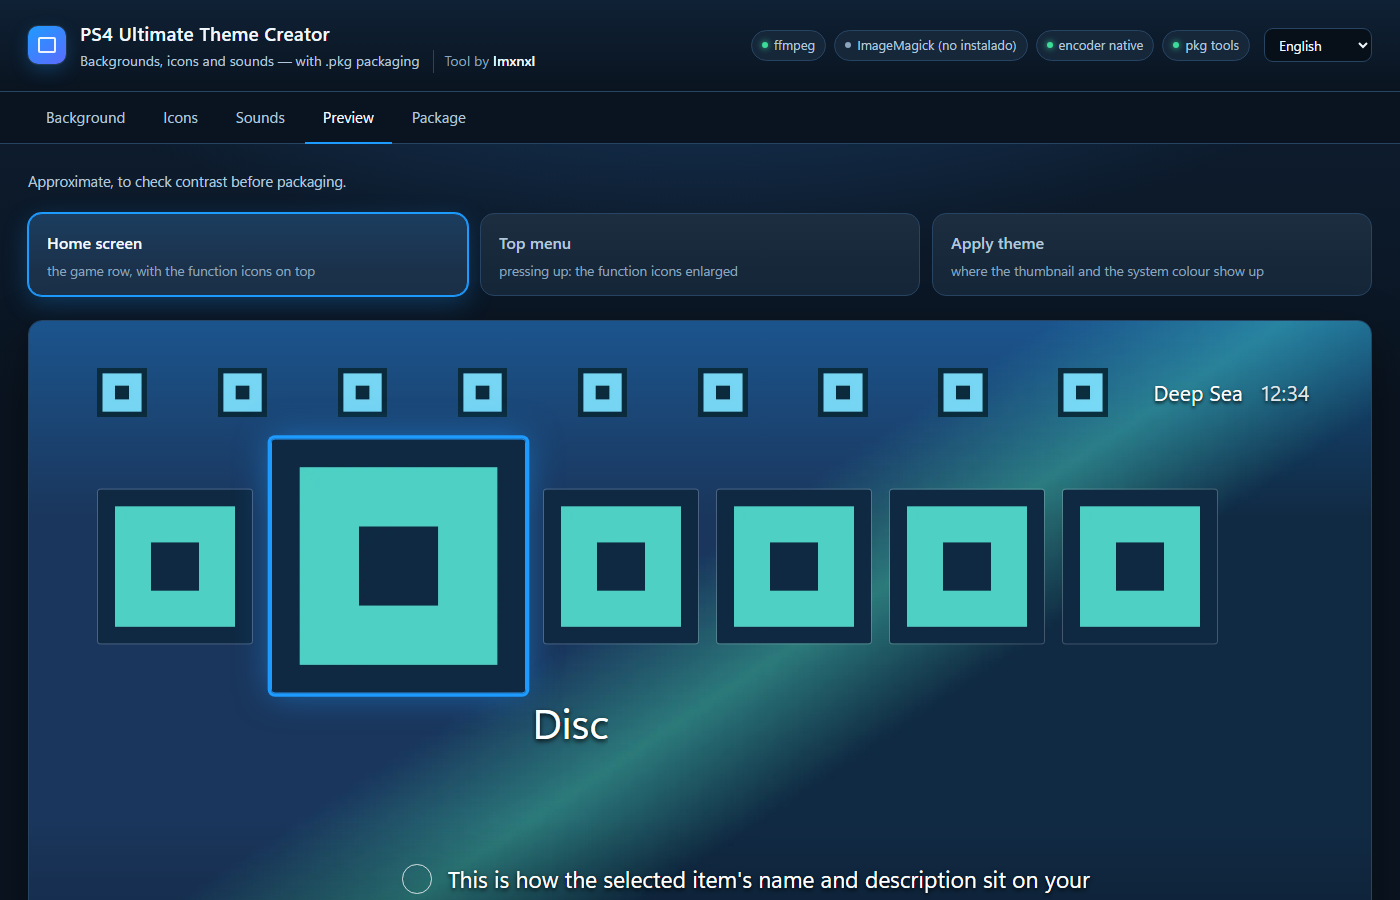 PS4 Ultimate Theme Creator
Backgrounds, icons and sounds — with .pkg packaging
Tool by lmxnxl
ffmpeg
ImageMagick (no instalado)
encoder native
pkg tools
English
Background
Icons
Sounds
Preview
Package
Approximate, to check contrast before packaging.
Home screen
the game row, with the function icons on top
Top menu
pressing up: the function icons enlarged
Apply theme
where the thumbnail and the system colour show up
Deep Sea 12:34
Disc
This is how the selected item's name and description sit on your